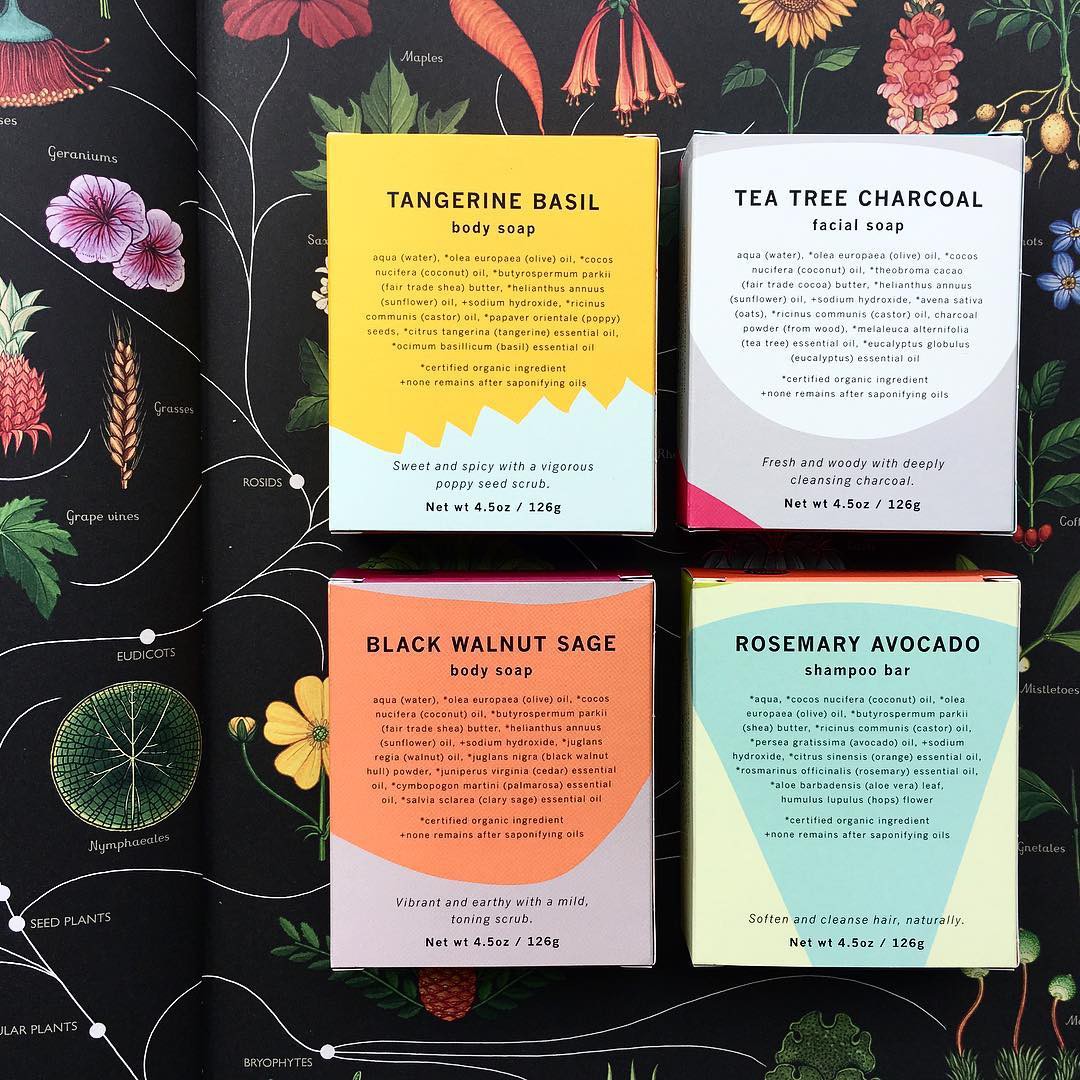 Maples
Geraniums
Grasses
ROSIDS
Grape vines
EUDICOTS
Nymphaeales
SEED PLANTS
BRYOPHYTES
TANGERINE BASIL
body soap
aqua (water), *olea europaea (olive) oil, *cocos
nucifera (coconut) oil, *butyrospermum parkii
(fair trade shea) butter, *helianthus annuus
(sunflower) oil, +sodium hydroxide, *ricinus
communis (castor) oil, *papaver orientale (poppy)
seeds, *citrus tangerina (tangerine) essential oil,
*ocimum basillicum (basil) essential oil
*certified organic ingredient
+none remains after saponifying oils
Sweet and spicy with a vigorous
poppy seed scrub.
Net wt 4.5oz / 126g
TEA TREE CHARCOAL
facial soap
aqua (water), *olea europaea (olive) oil, *cocos
nucifera (coconut) oil, *theobroma cacao
(fair trade cocoa) butter, *helianthus annuus
(sunflower) oil, +sodium hydroxide, *avena sativa
(oats), *ricinus communis (castor) oil, charcoal
powder (from wood), *melaleuca alternifolia
(tea tree) essential oil, *eucalyptus globulus
(eucalyptus) essential oil
*certified organic ingredient
+none remains after saponifying oils
Fresh and woody with deeply
cleansing charcoal.
Net wt 4.5oz / 126g
BLACK WALNUT SAGE
body soap
aqua (water), *olea europaea (olive) oil, *cocos
nucifera (coconut) oil, *butyrospermum parkii
(fair trade shea) butter, *helianthus annuus
(sunflower) oil, +sodium hydroxide, *juglans
regia (walnut) oil, *juglans nigra (black walnut
hull) powder, *juniperus virginia (cedar) essential
oil, *cymbopogon martini (palmarosa) essential
oil, *salvia sclarea (clary sage) essential oil
*certified organic ingredient
+none remains after saponifying oils
Vibrant and earthy with a mild,
toning scrub.
Net wt 4.5oz / 126g
ROSEMARY AVOCADO
shampoo bar
*aqua, *cocos nucifera (coconut) oil, *olea
europaea (olive) oil, *butyrospermum parkii
(shea) butter, *ricinus communis (castor) oil,
*persea gratissima (avocado) oil, +sodium
hydroxide, *citrus sinensis (orange) essential oil,
*rosmarinus officinalis (rosemary) essential oil,
*aloe barbadensis (aloe vera) leaf,
humulus lupulus (hops) flower
*certified organic ingredient
+none remains after saponifying oils
Soften and cleanse hair, naturally.
Net wt 4.5oz / 126g
Mistletoes
Gnetales
ULAR PLANTS